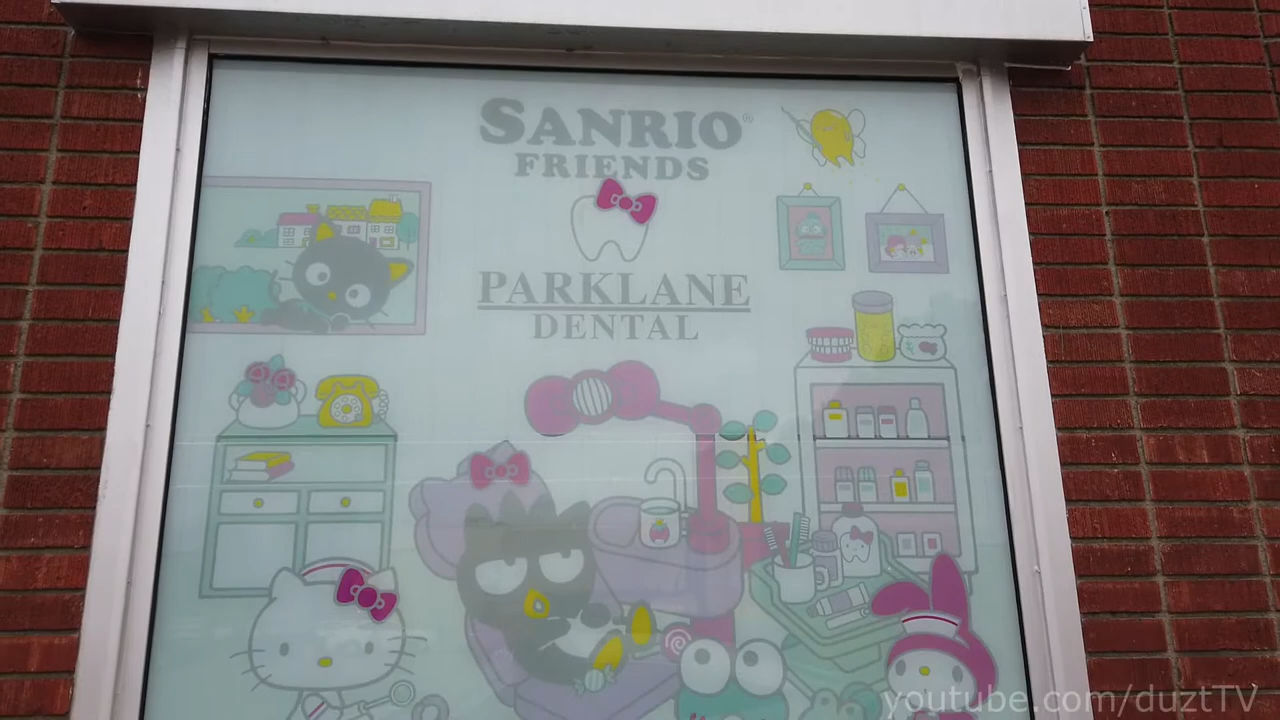 SANRIO®
FRIENDS
PARKLANE
DENTAL
youtube.com/duztTV